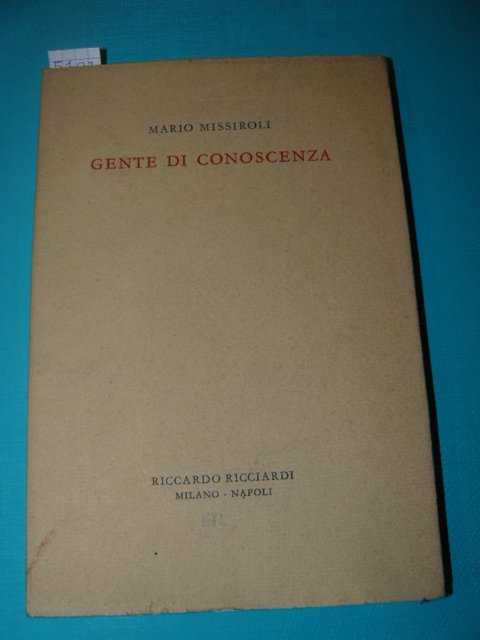 MARIO MISSIROLI
GENTE DI CONOSCENZA
RICCARDO RICCIARDI
MILANO - NAPOLI